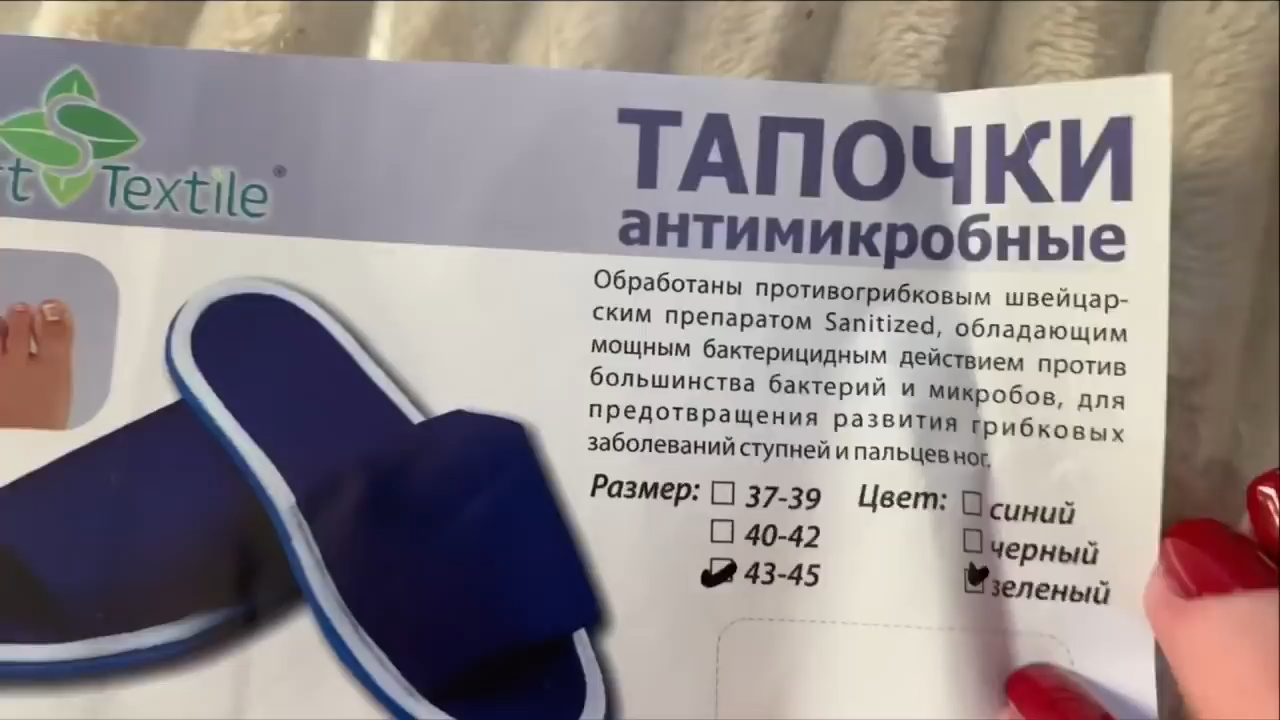 Textile®
ТАПОЧКИ
антимикробные
Обработаны противогрибковым швейцар-
ским препаратом Sanitized, обладающим
мощным бактерицидным действием против
большинства бактерий и микробов, для
предотвращения развития грибковых
заболеваний ступней и пальцев ног.
Размер: 37-39 Цвет: синий
40-42 черный
43-45 зеленый